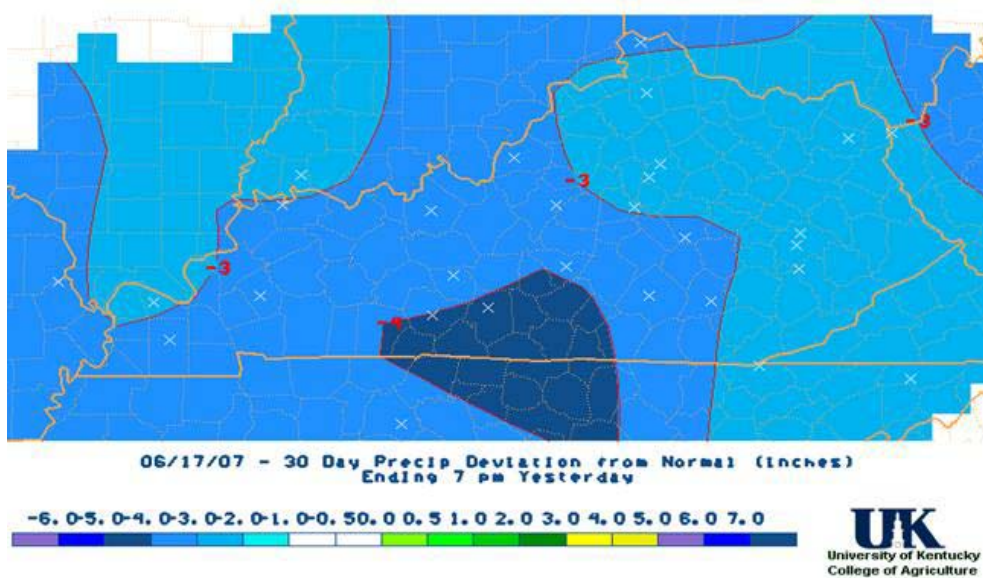 -3
-3
-3
-4
06/17/07 - 30 Day Precip Deviation from Normal (inches)
Ending 7 pm Yesterday
-6.0-5.0-4.0-3.0-2.0-1.0-0.50.0 0.5 1.0 2.0 3.0 4.0 5.0 6.0 7.0
UK
University of Kentucky
College of Agriculture